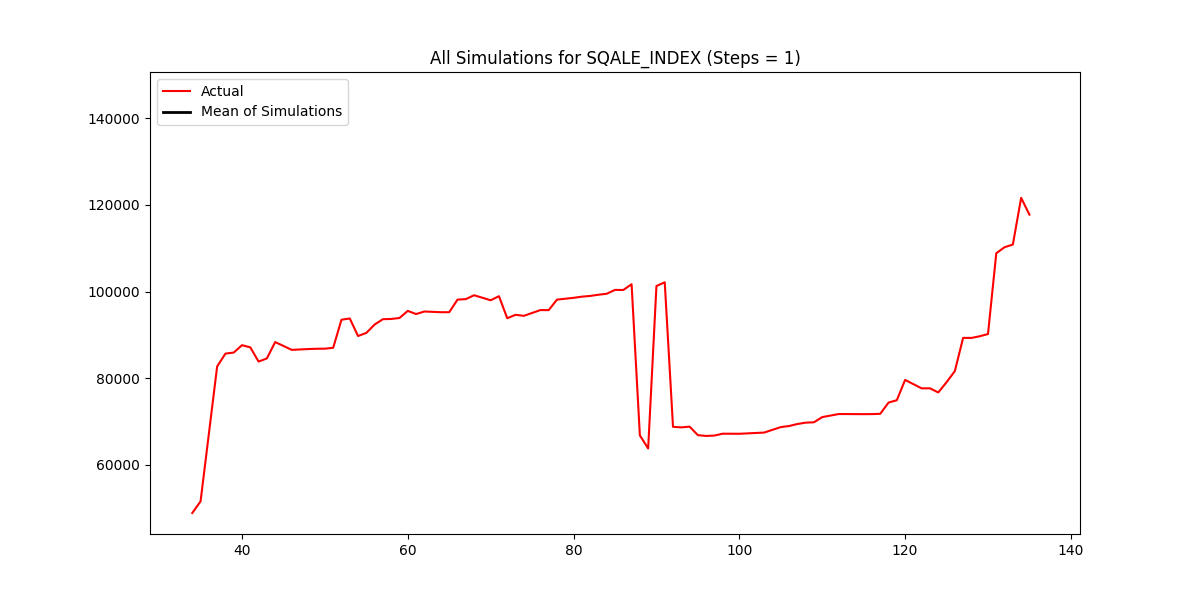 All Simulations for SQALE_INDEX (Steps = 1)
Actual
Mean of Simulations
140000
120000
100000
80000
60000
40 60 80 100 120 140